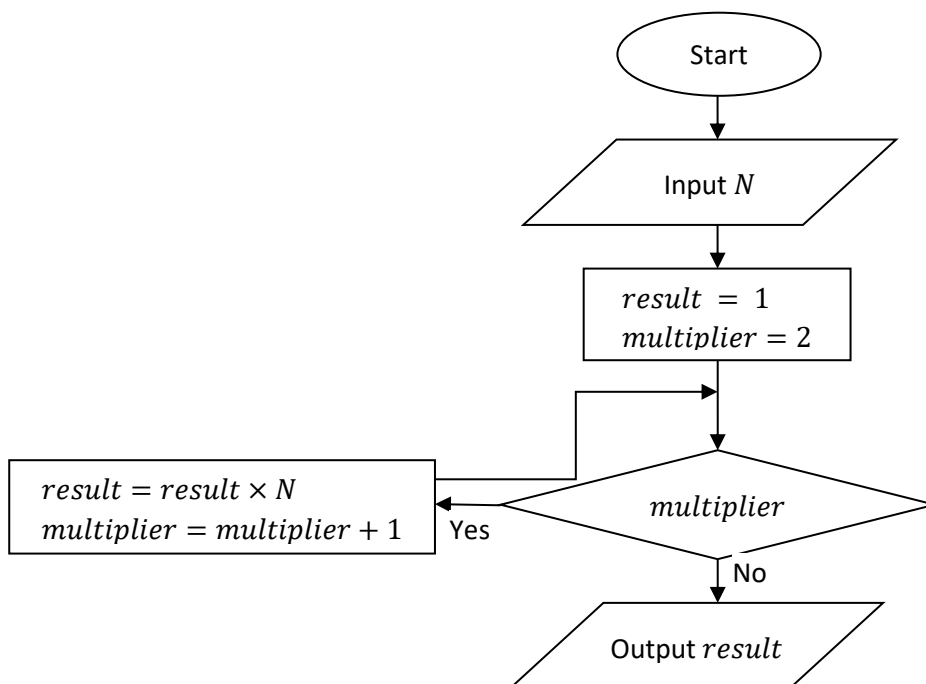 Start
Input N
result = 1
multiplier = 2
result = result × N
multiplier = multiplier + 1
Yes
multiplier
No
Output result